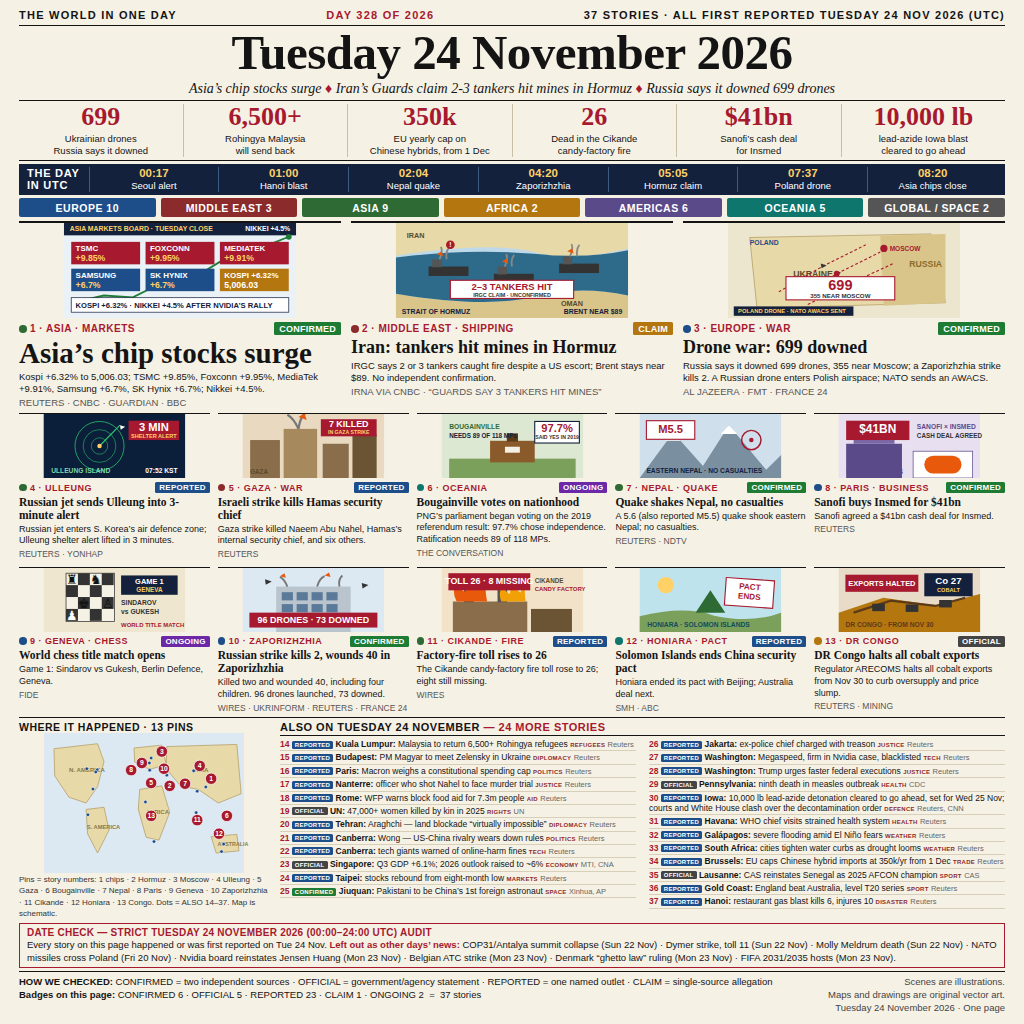 THE WORLD IN ONE DAY
DAY 328 OF 2026
37 STORIES · ALL FIRST REPORTED TUESDAY 24 NOV 2026 (UTC)
Tuesday 24 November 2026
Asia's chip stocks surge ♦ Iran's Guards claim 2-3 tankers hit mines in Hormuz ♦ Russia says it downed 699 drones
699
Ukrainian drones
Russia says it downed
6,500+
Rohingya Malaysia
will send back
350k
EU yearly cap on
Chinese hybrids, from 1 Dec
26
Dead in the Cikande
candy-factory fire
$41bn
Sanofi's cash deal
for Insmed
10,000 lb
lead-azide Iowa blast
cleared to go ahead
THE DAY
IN UTC
00:17
Seoul alert
01:00
Hanoi blast
02:04
Nepal quake
04:20
Zaporizhzhia
05:05
Hormuz claim
07:37
Poland drone
08:20
Asia chips close
EUROPE 10
MIDDLE EAST 3
ASIA 9
AFRICA 2
AMERICAS 6
OCEANIA 5
GLOBAL / SPACE 2
ASIA MARKETS BOARD · TUESDAY CLOSE
NIKKEI +4.5%
TSMC
+9.85%
FOXCONN
+9.95%
MEDIATEK
+9.91%
SAMSUNG
+6.7%
SK HYNIX
+6.7%
KOSPI +6.32%
5,006.03
KOSPI +6.32% · NIKKEI +4.5% AFTER NVIDIA'S RALLY
1 · ASIA · MARKETS
CONFIRMED
Asia's chip stocks surge
Kospi +6.32% to 5,006.03; TSMC +9.85%, Foxconn +9.95%, MediaTek
+9.91%, Samsung +6.7%, SK Hynix +6.7%; Nikkei +4.5%.
REUTERS · CNBC · GUARDIAN · BBC
IRAN
!
2–3 TANKERS HIT
IRGC CLAIM · UNCONFIRMED
OMAN
STRAIT OF HORMUZ
BRENT NEAR $89
2 · MIDDLE EAST · SHIPPING
CLAIM
Iran: tankers hit mines in Hormuz
IRGC says 2 or 3 tankers caught fire despite a US escort; Brent stays near
$89. No independent confirmation.
IRNA VIA CNBC · "GUARDS SAY 3 TANKERS HIT MINES"
POLAND
MOSCOW
UKRAINE
RUSSIA
699
355 NEAR MOSCOW
POLAND DRONE · NATO AWACS SENT
3 · EUROPE · WAR
CONFIRMED
Drone war: 699 downed
Russia says it downed 699 drones, 355 near Moscow; a Zaporizhzhia strike
kills 2. A Russian drone enters Polish airspace; NATO sends an AWACS.
AL JAZEERA · FMT · FRANCE 24
3 MIN
SHELTER ALERT
ULLEUNG ISLAND
07:52 KST
4 · ULLEUNG
REPORTED
Russian jet sends Ulleung into 3-
minute alert
Russian jet enters S. Korea's air defence zone;
Ulleung shelter alert lifted in 3 minutes.
REUTERS · YONHAP
7 KILLED
IN GAZA STRIKE
GAZA
5 · GAZA · WAR
REPORTED
Israeli strike kills Hamas security
chief
Gaza strike killed Naeem Abu Nahel, Hamas's
internal security chief, and six others.
REUTERS
BOUGAINVILLE
NEEDS 89 OF 118 MPs
97.7%
SAID YES IN 2019
6 · OCEANIA
ONGOING
Bougainville votes on nationhood
PNG's parliament began voting on the 2019
referendum result: 97.7% chose independence.
Ratification needs 89 of 118 MPs.
THE CONVERSATION
M5.5
EASTERN NEPAL · NO CASUALTIES
7 · NEPAL · QUAKE
CONFIRMED
Quake shakes Nepal, no casualties
A 5.6 (also reported M5.5) quake shook eastern
Nepal; no casualties.
REUTERS · NDTV
$41BN
SANOFI × INSMED
CASH DEAL AGREED
8 · PARIS · BUSINESS
CONFIRMED
Sanofi buys Insmed for $41bn
Sanofi agreed a $41bn cash deal for Insmed.
REUTERS
GAME 1
GENEVA
SINDAROV
vs GUKESH
WORLD TITLE MATCH
9 · GENEVA · CHESS
ONGOING
World chess title match opens
Game 1: Sindarov vs Gukesh, Berlin Defence,
Geneva.
FIDE
96 DRONES · 73 DOWNED
10 · ZAPORIZHZHIA
CONFIRMED
Russian strike kills 2, wounds 40 in
Zaporizhzhia
Killed two and wounded 40, including four
children. 96 drones launched, 73 downed.
WIRES · UKRINFORM · REUTERS · FRANCE 24
TOLL 26 · 8 MISSING
CIKANDE
CANDY FACTORY
11 · CIKANDE · FIRE
REPORTED
Factory-fire toll rises to 26
The Cikande candy-factory fire toll rose to 26;
eight still missing.
WIRES
PACT
ENDS
HONIARA · SOLOMON ISLANDS
12 · HONIARA · PACT
REPORTED
Solomon Islands ends China security
pact
Honiara ended its pact with Beijing; Australia
deal next.
SMH · ABC
EXPORTS HALTED
Co 27
COBALT
DR CONGO · FROM NOV 30
13 · DR CONGO
OFFICIAL
DR Congo halts all cobalt exports
Regulator ARECOMS halts all cobalt exports
from Nov 30 to curb oversupply and price
slump.
REUTERS · MINING
WHERE IT HAPPENED · 13 PINS
N. AMERICA
S. AMERICA
3
9
8
10
4
5
2
7
1
13
11
6
12
Pins = story numbers: 1 chips · 2 Hormuz · 3 Moscow · 4 Ulleung · 5
Gaza · 6 Bougainville · 7 Nepal · 8 Paris · 9 Geneva · 10 Zaporizhzhia
· 11 Cikande · 12 Honiara · 13 Congo. Dots = ALSO 14–37. Map is
schematic.
ALSO ON TUESDAY 24 NOVEMBER — 24 MORE STORIES
14 REPORTED Kuala Lumpur: Malaysia to return 6,500+ Rohingya refugees REFUGEES Reuters
15 REPORTED Budapest: PM Magyar to meet Zelensky in Ukraine DIPLOMACY Reuters
16 REPORTED Paris: Macron weighs a constitutional spending cap POLITICS Reuters
17 REPORTED Nanterre: officer who shot Nahel to face murder trial JUSTICE Reuters
18 REPORTED Rome: WFP warns block food aid for 7.3m people AID Reuters
19 OFFICIAL UN: 47,000+ women killed by kin in 2025 RIGHTS UN
20 REPORTED Tehran: Araghchi — land blockade "virtually impossible" DIPLOMACY Reuters
21 REPORTED Canberra: Wong — US-China rivalry wears down rules POLITICS Reuters
22 REPORTED Canberra: tech giants warned of online-harm fines TECH Reuters
23 OFFICIAL Singapore: Q3 GDP +6.1%; 2026 outlook raised to ~6% ECONOMY MTI, CNA
24 REPORTED Taipei: stocks rebound from eight-month low MARKETS Reuters
25 CONFIRMED Jiuquan: Pakistani to be China's 1st foreign astronaut SPACE Xinhua, AP
26 REPORTED Jakarta: ex-police chief charged with treason JUSTICE Reuters
27 REPORTED Washington: Megaspeed, firm in Nvidia case, blacklisted TECH Reuters
28 REPORTED Washington: Trump urges faster federal executions JUSTICE Reuters
29 OFFICIAL Pennsylvania: ninth death in measles outbreak HEALTH CDC
30 REPORTED Iowa: 10,000 lb lead-azide detonation cleared to go ahead, set for Wed 25 Nov;
courts and White House clash over the decontamination order DEFENCE Reuters, CNN
31 REPORTED Havana: WHO chief visits strained health system HEALTH Reuters
32 REPORTED Galápagos: severe flooding amid El Niño fears WEATHER Reuters
33 REPORTED South Africa: cities tighten water curbs as drought looms WEATHER Reuters
34 REPORTED Brussels: EU caps Chinese hybrid imports at 350k/yr from 1 Dec TRADE Reuters
35 OFFICIAL Lausanne: CAS reinstates Senegal as 2025 AFCON champion SPORT CAS
36 REPORTED Gold Coast: England beat Australia, level T20 series SPORT Reuters
37 REPORTED Hanoi: restaurant gas blast kills 6, injures 10 DISASTER Reuters
DATE CHECK — STRICT TUESDAY 24 NOVEMBER 2026 (00:00–24:00 UTC) AUDIT
Every story on this page happened or was first reported on Tue 24 Nov. Left out as other days' news: COP31/Antalya summit collapse (Sun 22 Nov) · Dymer strike, toll 11 (Sun 22 Nov) · Molly Meldrum death (Sun 22 Nov) · NATO
missiles cross Poland (Fri 20 Nov) · Nvidia board reinstates Jensen Huang (Mon 23 Nov) · Belgian ATC strike (Mon 23 Nov) · Denmark "ghetto law" ruling (Mon 23 Nov) · FIFA 2031/2035 hosts (Mon 23 Nov).
HOW WE CHECKED: CONFIRMED = two independent sources · OFFICIAL = government/agency statement · REPORTED = one named outlet · CLAIM = single-source allegation
Badges on this page: CONFIRMED 6 · OFFICIAL 5 · REPORTED 23 · CLAIM 1 · ONGOING 2 = 37 stories
Scenes are illustrations.
Maps and drawings are original vector art.
Tuesday 24 November 2026 · One page